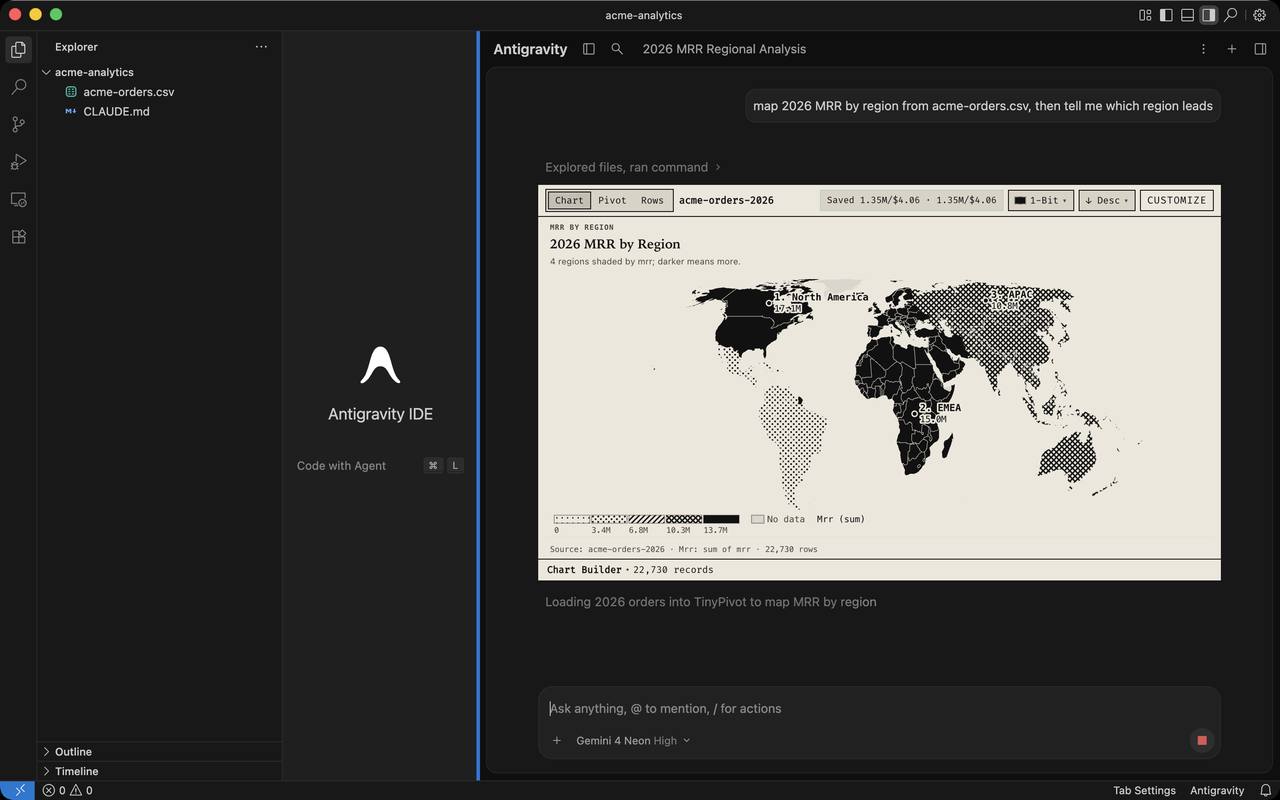 acme-analytics
Explorer
acme-analytics
acme-orders.csv
CLAUDE.md
Outline
Timeline
Antigravity IDE
Code with Agent ⌘ L
Antigravity
2026 MRR Regional Analysis
map 2026 MRR by region from acme-orders.csv, then tell me which region leads
Explored files, ran command >
Chart Pivot Rows acme-orders-2026 Saved 1.35M/$4.06 · 1.35M/$4.06 1-Bit ↓ Desc CUSTOMIZE
MRR BY REGION
2026 MRR by Region
4 regions shaded by mrr; darker means more.
1. North America
17.1M
3. APAC
10.8M
2. EMEA
15.0M
No data Mrr (sum)
0 3.4M 6.8M 10.3M 13.7M
Source: acme-orders-2026 · Mrr: sum of mrr · 22,730 rows
Chart Builder · 22,730 records
Loading 2026 orders into TinyPivot to map MRR by region
Ask anything, @ to mention, / for actions
+ Gemini 4 Neon High
0 0
Tab Settings Antigravity